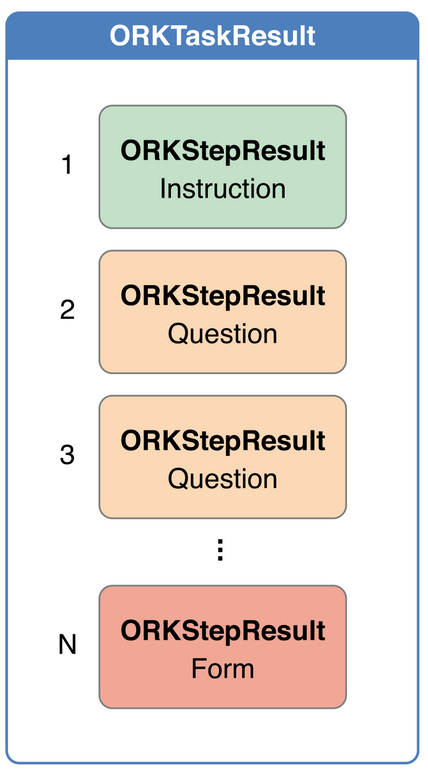 ORKTaskResult
1
ORKStepResult
Instruction
2
ORKStepResult
Question
3
ORKStepResult
Question
⋮
N
ORKStepResult
Form